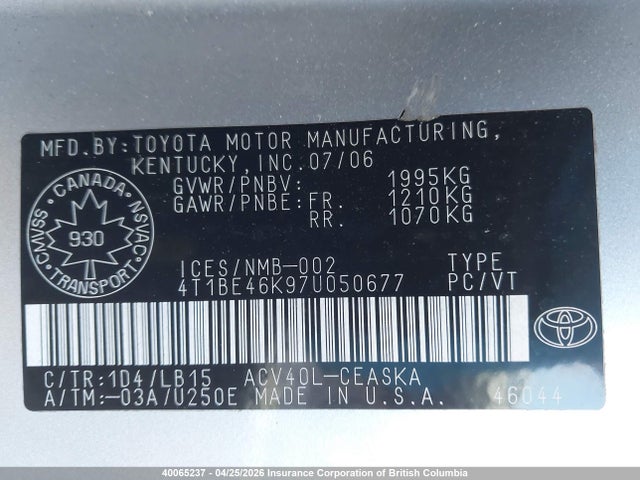 MFD.BY:TOYOTA MOTOR MANUFACTURING,
KENTUCKY,INC.07/06
GVWR/PNBV: 1995KG
GAWR/PNBE:FR. 1210KG
RR. 1070KG
CANADA
CMVSS NSVAC
930
TRANSPORT
ICES/NMB-002 TYPE
4T1BE46K97U050677 PC/VT
C/TR:1D4/LB15 ACV40L-CEASKA
A/TM:-03A/U250E MADE IN U.S.A. 46044
TOYOTA
40065237 - 04/25/2026 Insurance Corporation of British Columbia